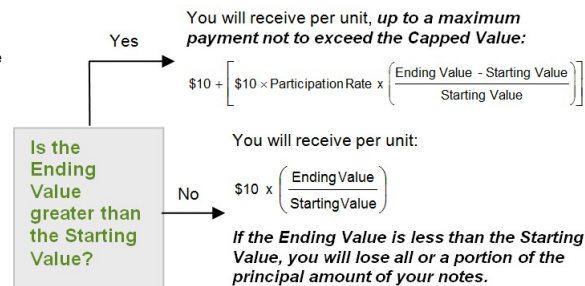 You will receive per unit, up to a maximum
payment not to exceed the Capped Value:
Yes
$10 + [ $10 × Participation Rate x ( Ending Value - Starting Value / Starting Value ) ]
Is the
Ending
Value
greater than
the Starting
Value?
You will receive per unit:
No
$10 x ( Ending Value / Starting Value )
If the Ending Value is less than the Starting
Value, you will lose all or a portion of the
principal amount of your notes.